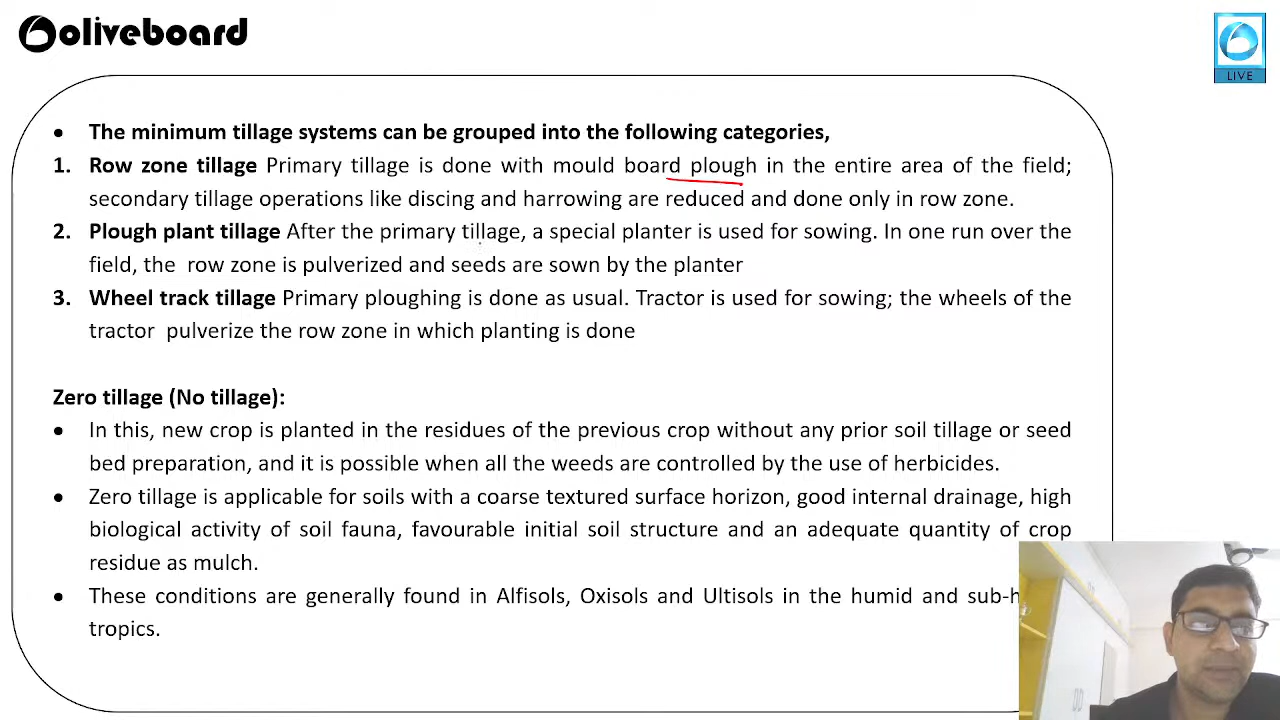 oliveboard
LIVE
• The minimum tillage systems can be grouped into the following categories,
1. Row zone tillage Primary tillage is done with mould board plough in the entire area of the field;
secondary tillage operations like discing and harrowing are reduced and done only in row zone.
2. Plough plant tillage After the primary tillage, a special planter is used for sowing. In one run over the
field, the row zone is pulverized and seeds are sown by the planter
3. Wheel track tillage Primary ploughing is done as usual. Tractor is used for sowing; the wheels of the
tractor pulverize the row zone in which planting is done
Zero tillage (No tillage):
• In this, new crop is planted in the residues of the previous crop without any prior soil tillage or seed
bed preparation, and it is possible when all the weeds are controlled by the use of herbicides.
• Zero tillage is applicable for soils with a coarse textured surface horizon, good internal drainage, high
biological activity of soil fauna, favourable initial soil structure and an adequate quantity of crop
residue as mulch.
• These conditions are generally found in Alfisols, Oxisols and Ultisols in the humid and
tropics.